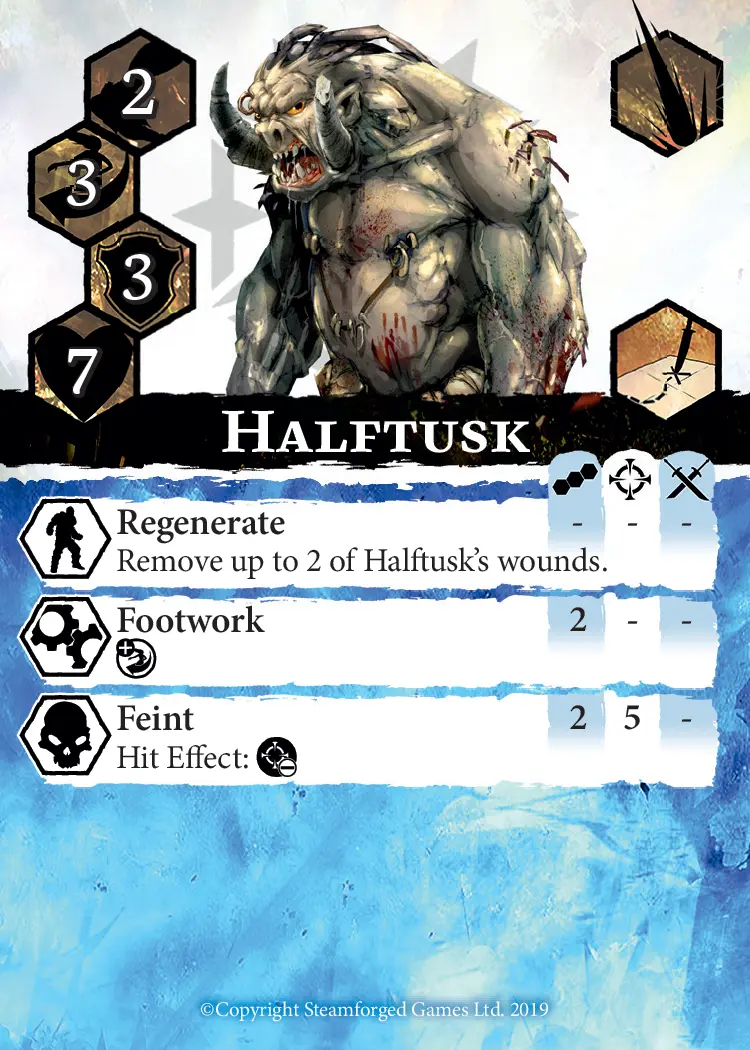 2
3
3
7
HALFTUSK
Regenerate - - -
Remove up to 2 of Halftusk's wounds.
Footwork 2 - -
Feint 2 5 -
Hit Effect:
©Copyright Steamforged Games Ltd. 2019